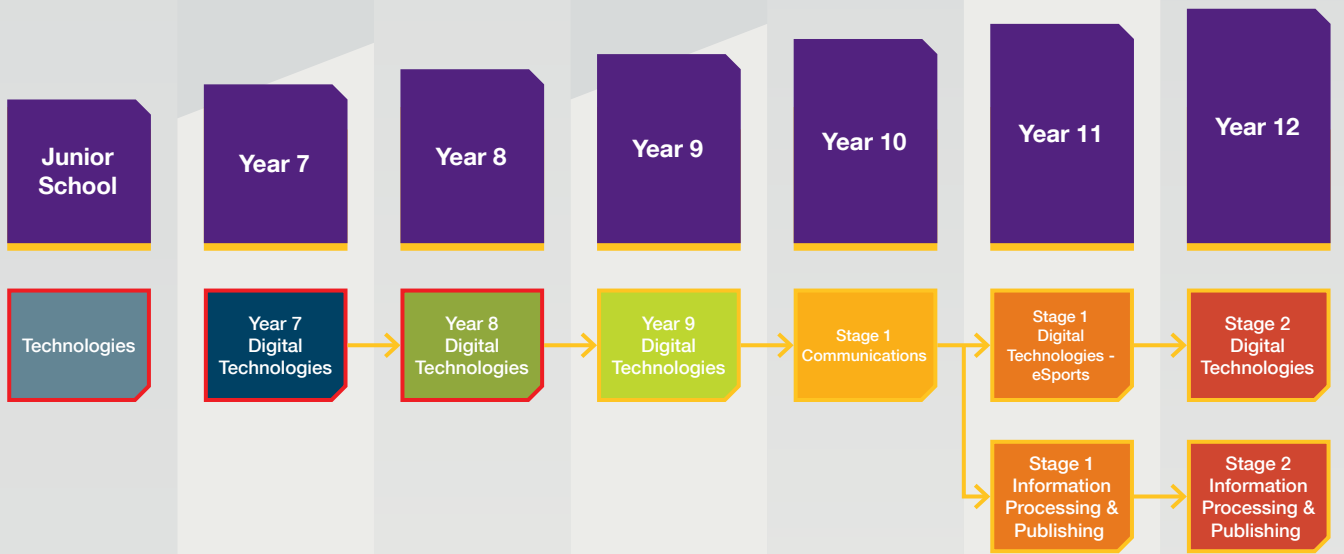 Junior
School
Year 7
Year 8
Year 9
Year 10
Year 11
Year 12
Technologies
Year 7
Digital
Technologies
Year 8
Digital
Technologies
Year 9
Digital
Technologies
Stage 1
Communications
Stage 1
Digital
Technologies -
eSports
Stage 2
Digital
Technologies
Stage 1
Information
Processing &
Publishing
Stage 2
Information
Processing &
Publishing